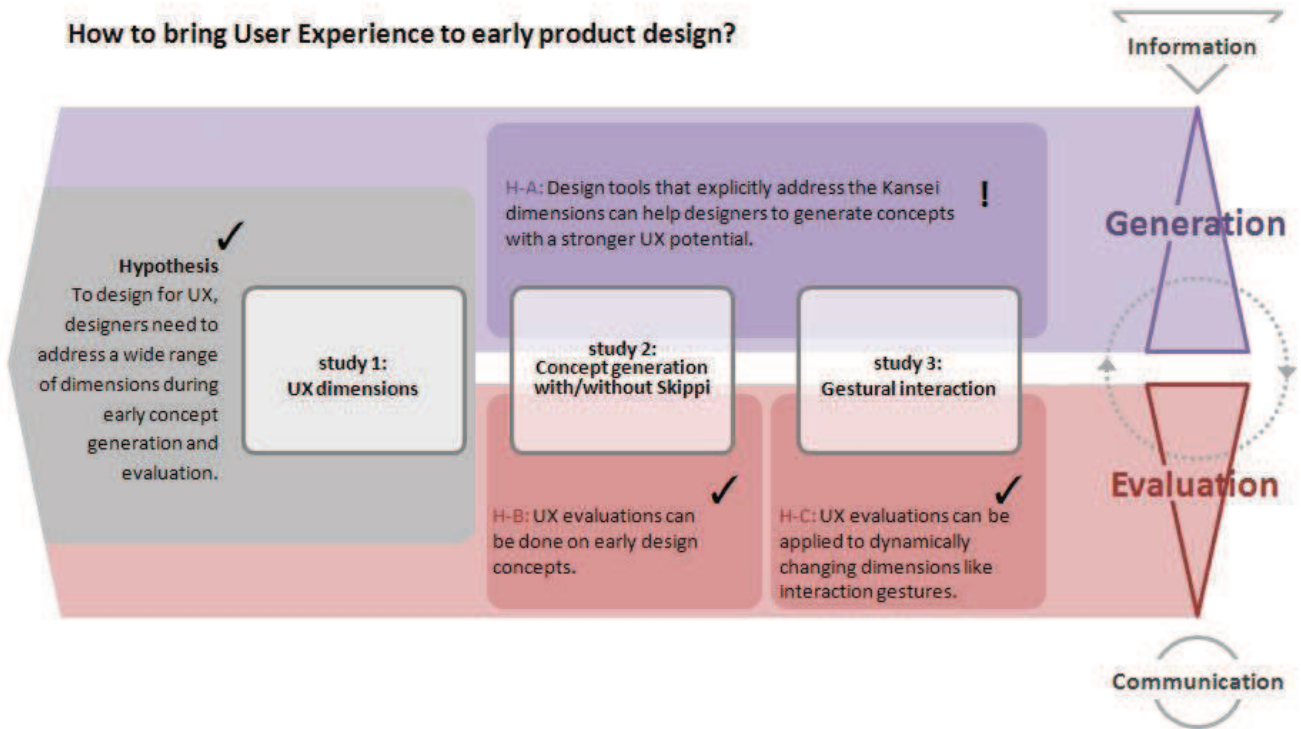 How to bring User Experience to early product design?
Information
H-A: Design tools that explicitly address the Kansei
dimensions can help designers to generate concepts
with a stronger UX potential.
!
Generation
✓
Hypothesis
To design for UX,
designers need to
address a wide range
of dimensions during
early concept
generation and
evaluation.
study 1:
UX dimensions
study 2:
Concept generation
with/without Skippi
study 3:
Gestural interaction
✓
H-B: UX evaluations can
be done on early design
concepts.
✓
H-C: UX evaluations can be
applied to dynamically
changing dimensions like
interaction gestures.
Evaluation
Communication